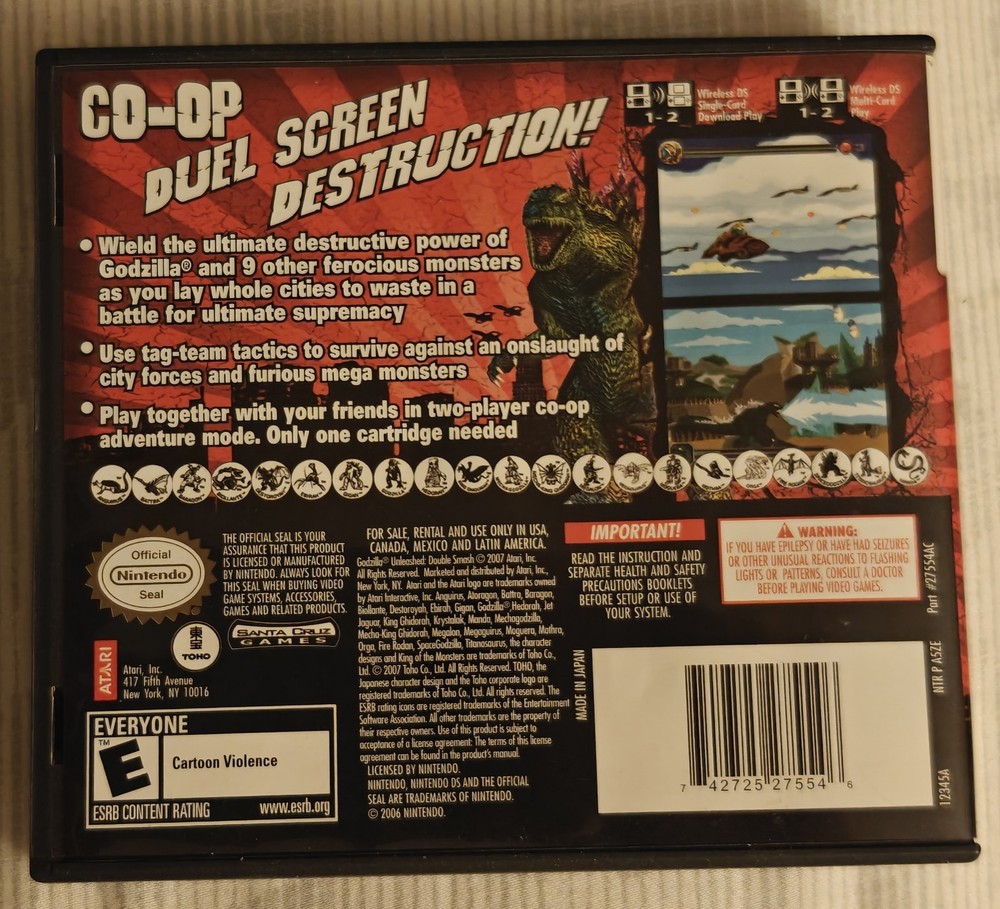 CO-OP
DUEL SCREEN
DESTRUCTION!
1-2
Wireless DS
Single-Card
Download Play
1-2
Wireless DS
Multi-Card
Play
• Wield the ultimate destructive power of
Godzilla® and 9 other ferocious monsters
as you lay whole cities to waste in a
battle for ultimate supremacy
• Use tag-team tactics to survive against an onslaught of
city forces and furious mega monsters
• Play together with your friends in two-player co-op
adventure mode. Only one cartridge needed
Official
Nintendo
Seal
THE OFFICIAL SEAL IS YOUR
ASSURANCE THAT THIS PRODUCT
IS LICENSED OR MANUFACTURED
BY NINTENDO. ALWAYS LOOK FOR
THIS SEAL WHEN BUYING VIDEO
GAME SYSTEMS, ACCESSORIES,
GAMES AND RELATED PRODUCTS.
東宝
TOHO
SANTA CRUZ
GAMES
ATARI
Atari, Inc.
417 Fifth Avenue
New York, NY 10016
EVERYONE
TM
E
Cartoon Violence
ESRB CONTENT RATING
www.esrb.org
FOR SALE, RENTAL AND USE ONLY IN USA,
CANADA, MEXICO AND LATIN AMERICA.
Godzilla® Unleashed: Double Smash © 2007 Atari, Inc.
All Rights Reserved. Marketed and distributed by Atari, Inc.,
New York, NY. Atari and the Atari logo are trademarks owned
by Atari Interactive, Inc. Anguirus, Aloragon, Battra, Baragon,
Biollante, Destoroyah, Ebirah, Gigan, Godzilla®, Hedorah, Jet
Jaguar, King Ghidorah, Krystalak, Manda, Mechagodzilla,
Mecha-King Ghidorah, Megalon, Megaguirus, Moguera, Mothra,
Orga, Fire Rodan, SpaceGodzilla, Titanosaurus, the character
designs and King of the Monsters are trademarks of Toho Co.,
Ltd. © 2007 Toho Co., Ltd. All Rights Reserved. TOHO, the
Japanese character design and the Toho corporate logo are
registered trademarks of Toho Co., Ltd. All rights reserved. The
ESRB rating icons are registered trademarks of the Entertainment
Software Association. All other trademarks are the property of
their respective owners. Use of this product is subject to
acceptance of a license agreement: The terms of this license
agreement can be found in the product's manual.
LICENSED BY NINTENDO.
NINTENDO, NINTENDO DS AND THE OFFICIAL
SEAL ARE TRADEMARKS OF NINTENDO.
© 2006 NINTENDO.
IMPORTANT!
READ THE INSTRUCTION AND
SEPARATE HEALTH AND SAFETY
PRECAUTIONS BOOKLETS
BEFORE SETUP OR USE OF
YOUR SYSTEM.
WARNING:
IF YOU HAVE EPILEPSY OR HAVE HAD SEIZURES
OR OTHER UNUSUAL REACTIONS TO FLASHING
LIGHTS OR PATTERNS, CONSULT A DOCTOR
BEFORE PLAYING VIDEO GAMES.
Part #27554AC
NTR P A5ZE
MADE IN JAPAN
7 42725 27554 6
12345A